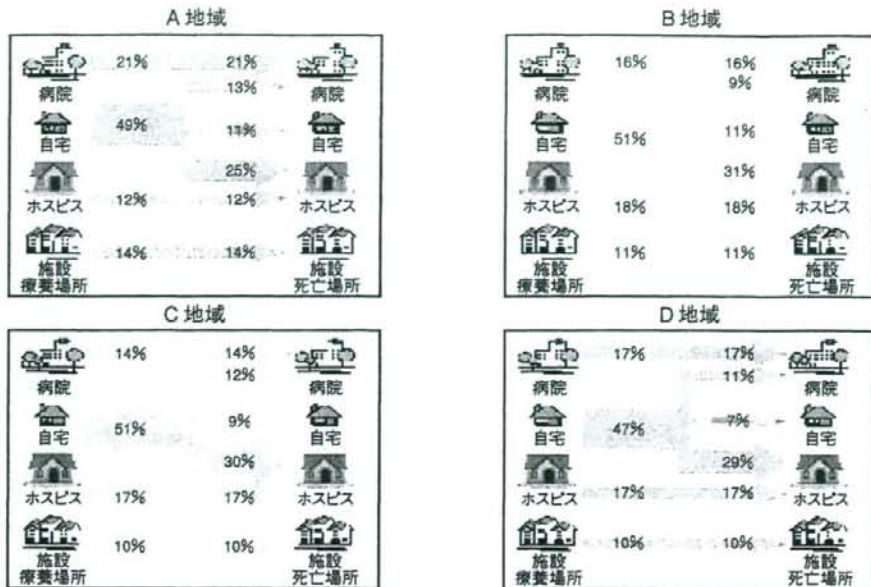 A 地域
21% 21%
13%
病院 病院
49% 11%
自宅 自宅
25%
12% 12%
ホスピス ホスピス
14% 14%
施設 施設
療養場所 死亡場所
B 地域
16% 16%
9%
病院 病院
51% 11%
自宅 自宅
31%
18% 18%
ホスピス ホスピス
11% 11%
施設 施設
療養場所 死亡場所
C 地域
14% 14%
12%
病院 病院
51% 9%
自宅 自宅
30%
ホスピス 17% 17% ホスピス
10% 10%
施設 施設
療養場所 死亡場所
D 地域
17% 17%
11%
病院 病院
47% 7%
自宅 自宅
29%
ホスピス 17% 17% ホスピス
10% 10%
施設 施設
療養場所 死亡場所